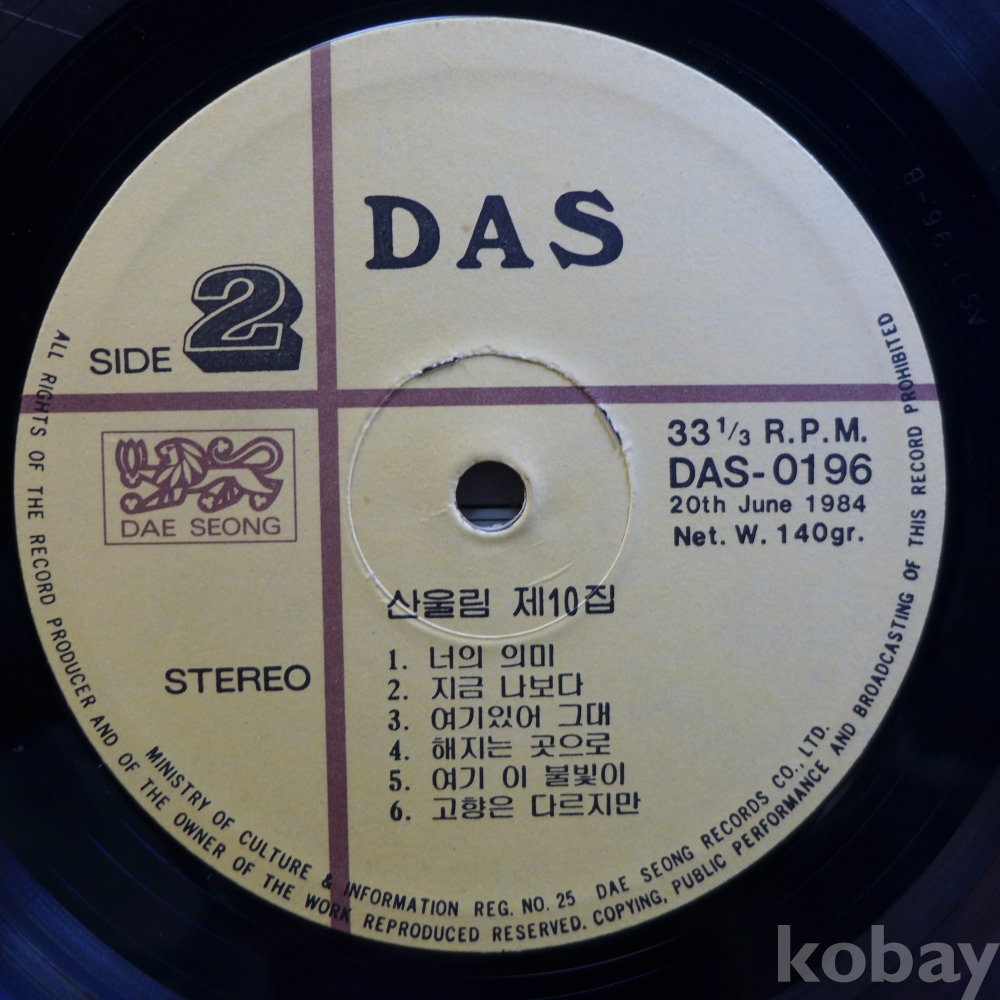 DAS
SIDE 2
DAE SEONG
33 1/3 R.P.M.
DAS-0196
20th June 1984
Net. W. 140gr.
산울림 제10집
STEREO
1. 너의 의미
2. 지금 나보다
3. 여기있어 그대
4. 해지는 곳으로
5. 여기 이 불빛이
6. 고향은 다르지만
MINISTRY OF CULTURE & INFORMATION REG. NO. 25 DAE SEONG RECORDS CO., LTD.
ALL RIGHTS OF THE RECORD PRODUCER AND OF THE OWNER OF THE WORK REPRODUCED RESERVED. COPYING, PUBLIC PERFORMANCE AND BROADCASTING OF THIS RECORD PROHIBITED
kobay